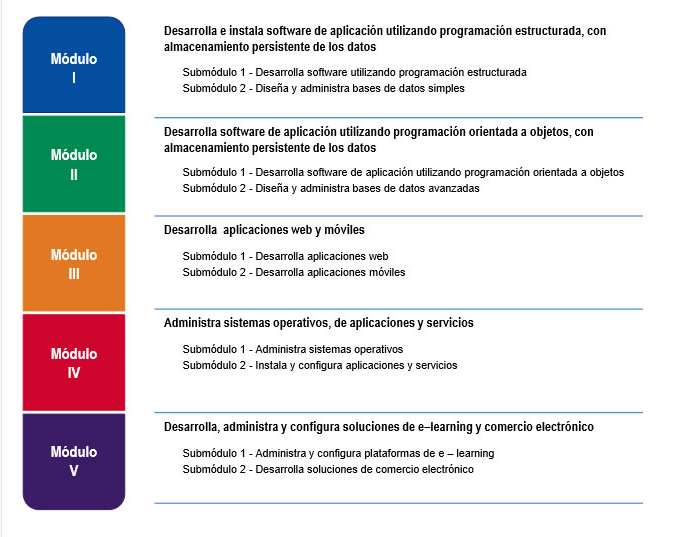 Módulo
I
Desarrolla e instala software de aplicación utilizando programación estructurada, con
almacenamiento persistente de los datos
Submódulo 1 - Desarrolla software utilizando programación estructurada
Submódulo 2 - Diseña y administra bases de datos simples
Módulo
II
Desarrolla software de aplicación utilizando programación orientada a objetos, con
almacenamiento persistente de los datos
Submódulo 1 - Desarrolla software de aplicación utilizando programación orientada a objetos
Submódulo 2 - Diseña y administra bases de datos avanzadas
Módulo
III
Desarrolla aplicaciones web y móviles
Submódulo 1 - Desarrolla aplicaciones web
Submódulo 2 - Desarrolla aplicaciones móviles
Módulo
IV
Administra sistemas operativos, de aplicaciones y servicios
Submódulo 1 - Administra sistemas operativos
Submódulo 2 - Instala y configura aplicaciones y servicios
Módulo
V
Desarrolla, administra y configura soluciones de e–learning y comercio electrónico
Submódulo 1 - Administra y configura plataformas de e – learning
Submódulo 2 - Desarrolla soluciones de comercio electrónico